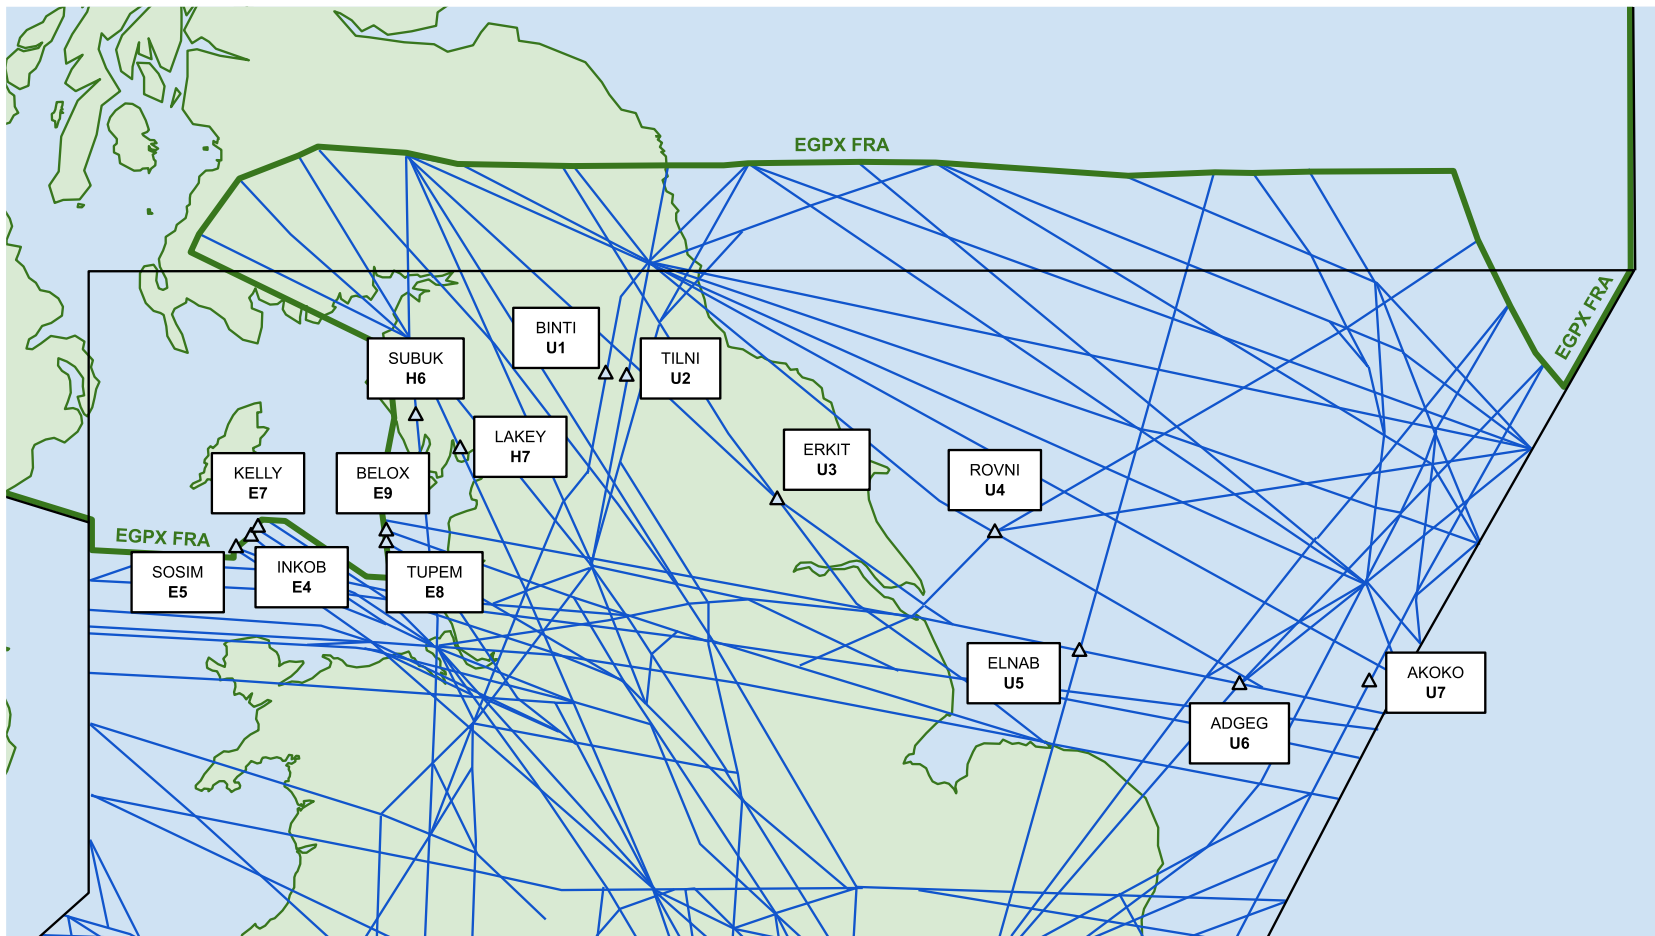 EGPX FRA
EGPX FRA
BINTI
U1
SUBUK
H6
TILNI
U2
LAKEY
H7
ERKIT
U3
KELLY
E7
BELOX
E9
ROVNI
U4
EGPX FRA
SOSIM
E5
INKOB
E4
TUPEM
E8
ELNAB
U5
AKOKO
U7
ADGEG
U6